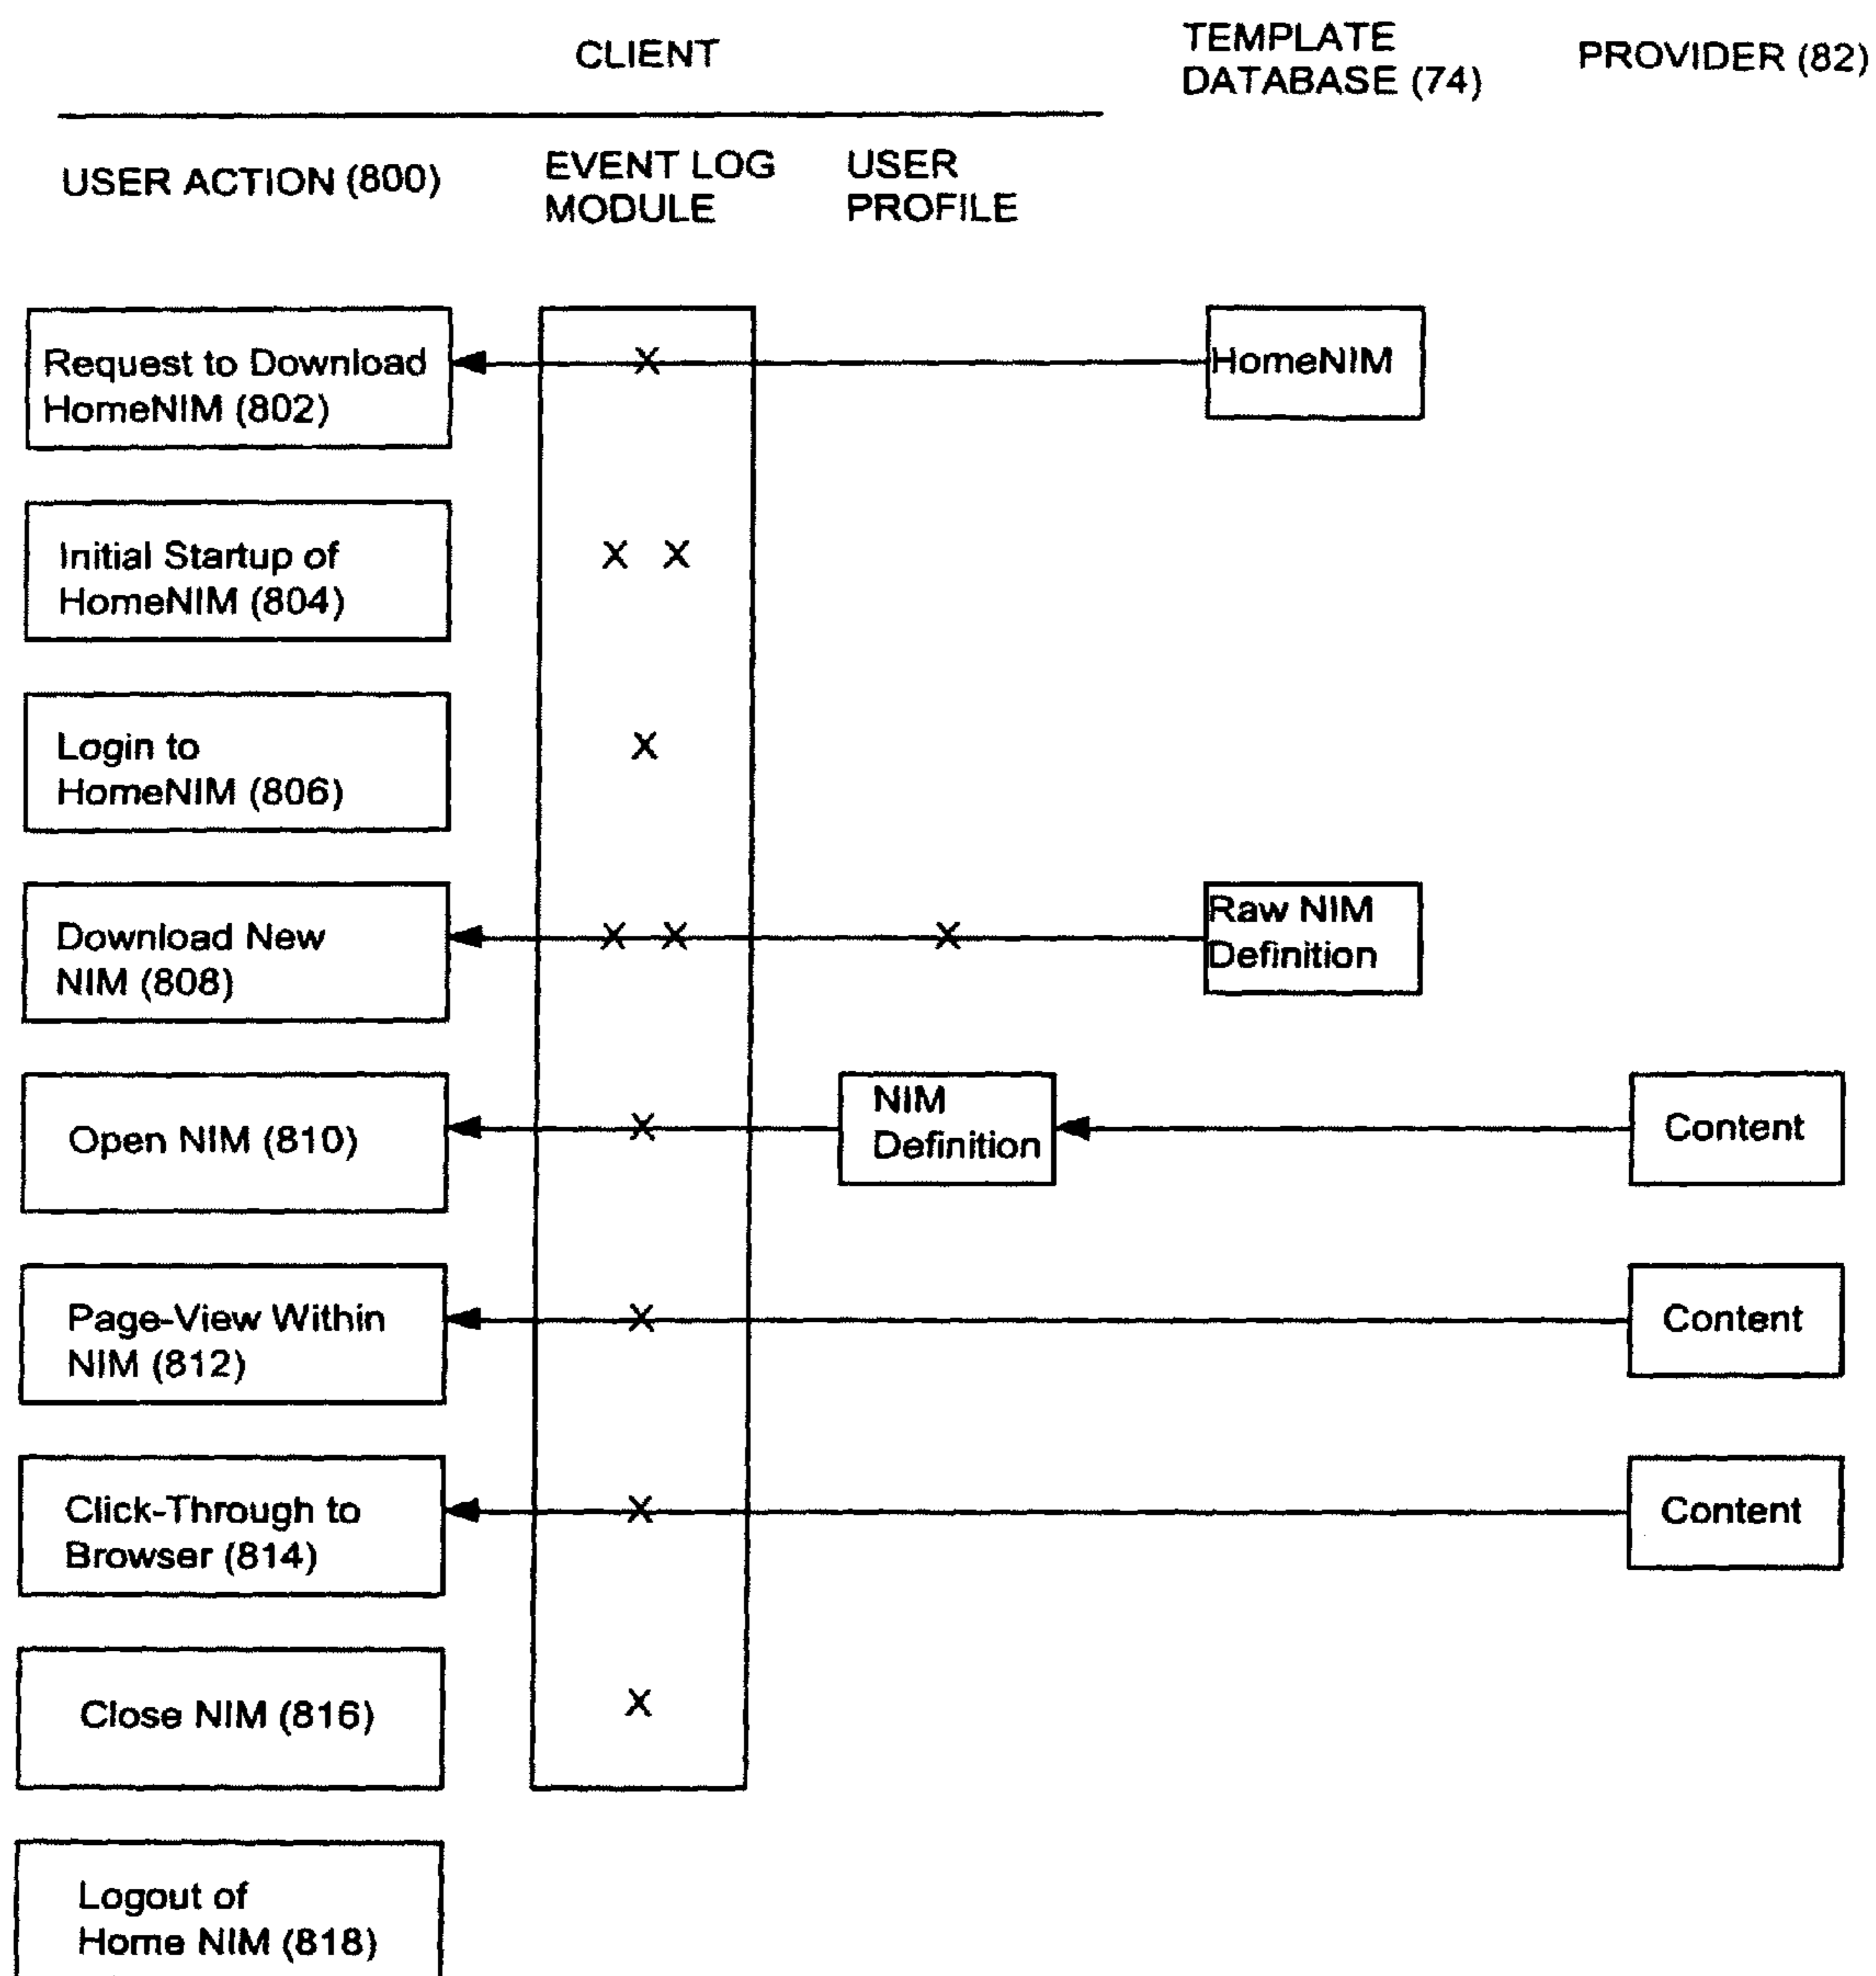 CLIENT
TEMPLATE
DATABASE (74)
PROVIDER (82)
USER ACTION (800)
EVENT LOG
MODULE
USER
PROFILE
Request to Download
HomeNIM (802)
X
HomeNIM
Initial Startup of
HomeNIM (804)
X X
Login to
HomeNIM (806)
X
Download New
NIM (808)
X X X
Raw NIM
Definition
Open NIM (810)
X
NIM
Definition
Content
Page-View Within
NIM (812)
X
Content
Click-Through to
Browser (814)
X
Content
Close NIM (816)
X
Logout of
Home NIM (818)